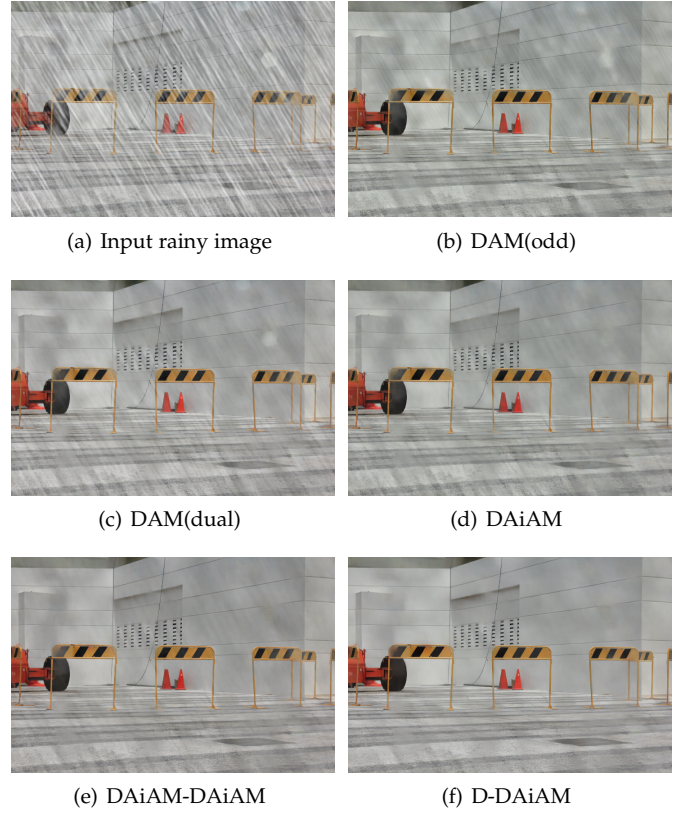 (a) Input rainy image
(b) DAM(odd)
(c) DAM(dual)
(d) DAiAM
(e) DAiAM-DAiAM
(f) D-DAiAM